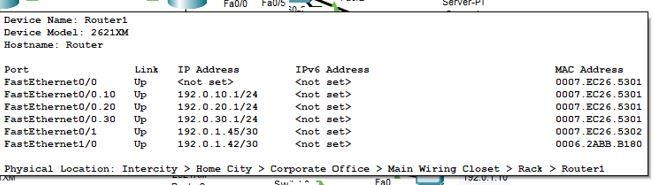 Fa0/0 Fa0/5 Server-PT
Device Name: Router1
Device Model: 2621XM
Hostname: Router
Port Link IP Address IPv6 Address MAC Address
FastEthernet0/0 Up <not set> <not set> 0007.EC26.5301
FastEthernet0/0.10 Up 192.0.10.1/24 <not set> 0007.EC26.5301
FastEthernet0/0.20 Up 192.0.20.1/24 <not set> 0007.EC26.5301
FastEthernet0/0.30 Up 192.0.30.1/24 <not set> 0007.EC26.5301
FastEthernet0/1 Up 192.0.1.45/30 <not set> 0007.EC26.5302
FastEthernet1/0 Up 192.0.1.42/30 <not set> 0006.2ABB.B180
Physical Location: Intercity > Home City > Corporate Office > Main Wiring Closet > Rack > Router1
Fa0 192.0.1.10